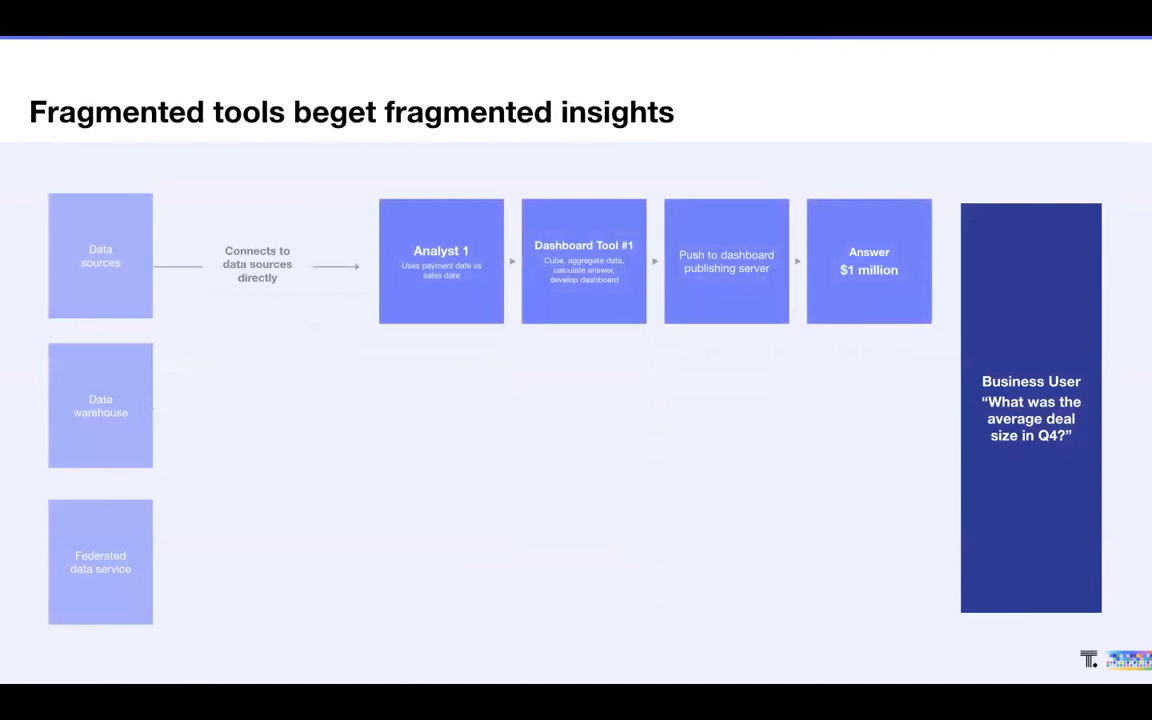 Fragmented tools beget fragmented insights
Data
sources
Connects to
data sources
directly
Analyst 1
Uses payment date vs
sales date
Dashboard Tool #1
Cube, aggregate data,
calculate answer,
develop dashboard
Push to dashboard
publishing server
Answer
$1 million
Data
warehouse
Federated
data service
Business User
“What was the
average deal
size in Q4?”
T.